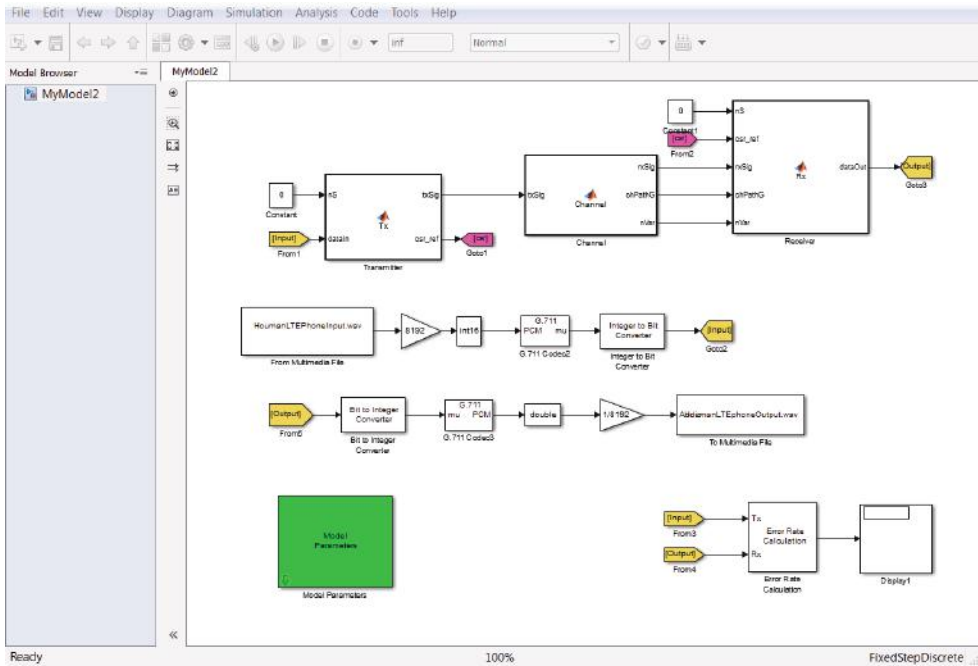 File Edit View Display Diagram Simulation Analysis Code Tools Help
inf
Normal
Model Browser
MyModel2
MyModel2
0
Constant
[Input]
From1
nS
dataIn
Tx
txSig
csr_ref
Transmitter
[csr]
Goto1
txSig
Channel
rxSig
chPathG
nVar
Channel
0
Constant1
[csr]
From2
nS
csr_ref
rxSig
chPathG
nVar
Rx
dataOut
Receiver
[Output]
Goto3
HoumanLTEPhoneInput.wav
From Multimedia File
8192
int16
G.711
PCM mu
G.711 Codec2
Integer to Bit
Converter
Integer to Bit
Converter
[Input]
Goto2
[Output]
Bit to Integer
Converter
Bit to Integer
Converter
G.711
mu PCM
G.711 Codec3
double
1/8192
To Multimedia File
Model
Parameters
Model Parameters
[Input]
From3
[Output]
From4
Tx
Rx
Error Rate
Calculation
Error Rate
Calculation
Display1
Ready
100%
FixedStepDiscrete